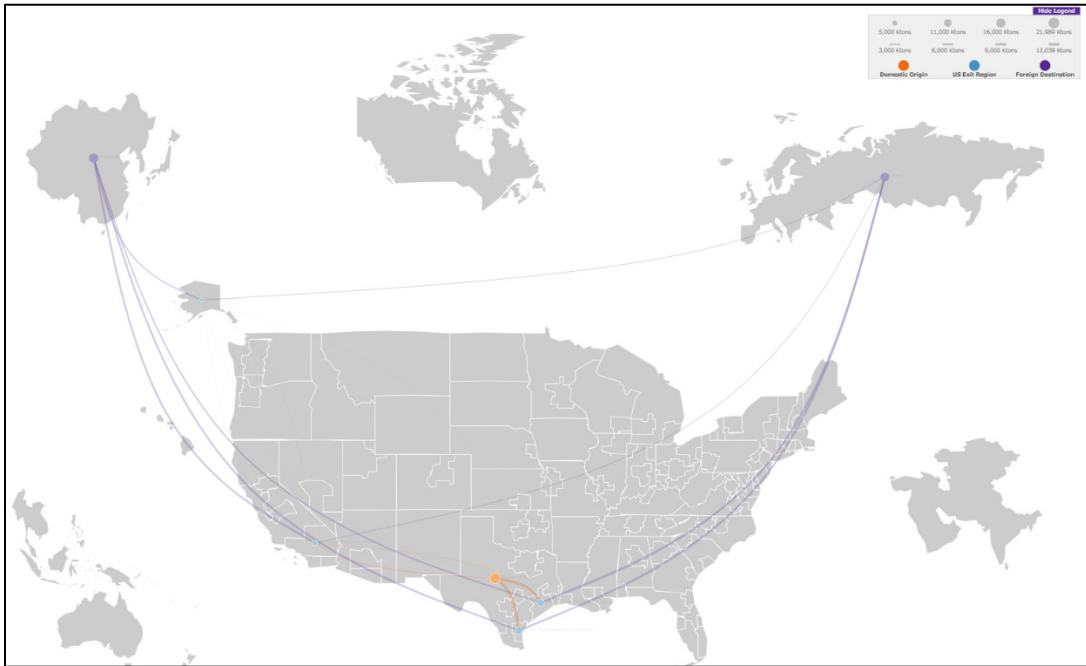 Hide Legend
5,000 Ktons 11,000 Ktons 16,000 Ktons 21,989 Ktons
3,000 Ktons 6,000 Ktons 9,000 Ktons 12,039 Ktons
Domestic Origin US Exit Region Foreign Destination